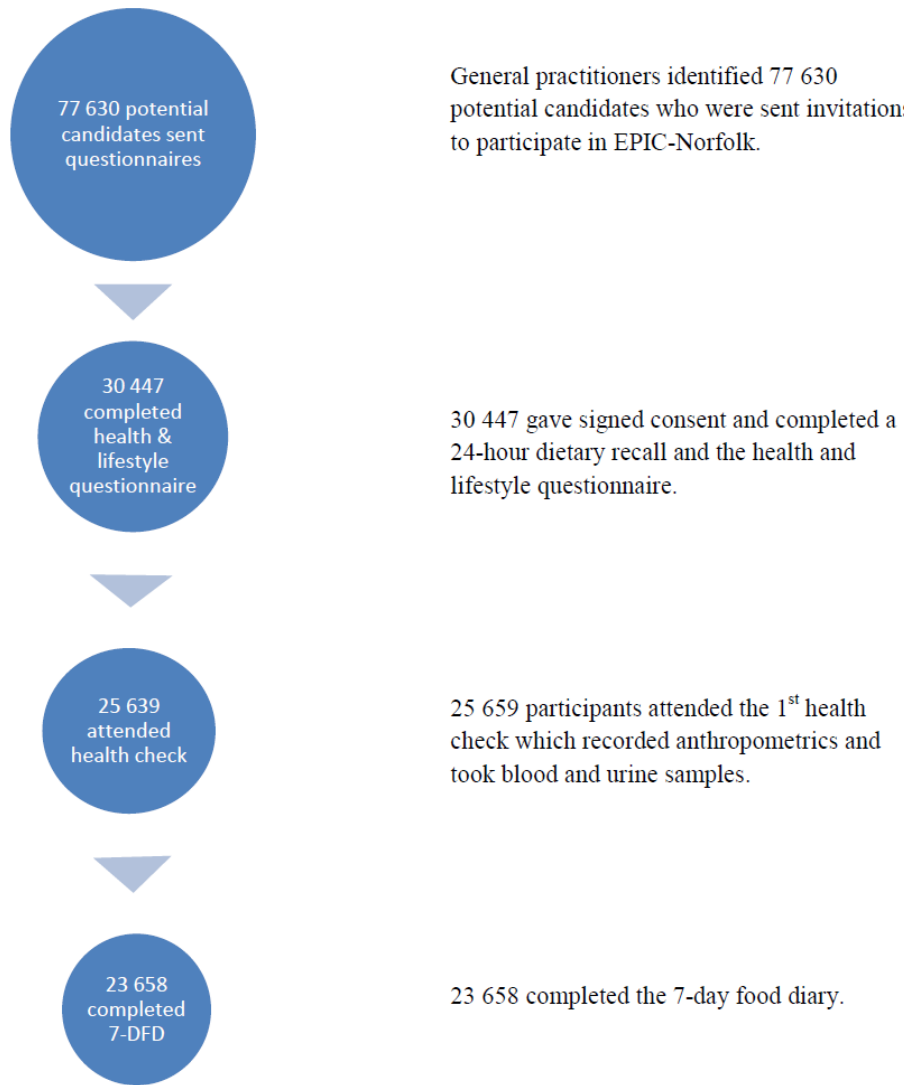 77 630 potential
candidates sent
questionnaires
General practitioners identified 77 630
potential candidates who were sent invitations
to participate in EPIC-Norfolk.
30 447
completed
health &
lifestyle
questionnaire
30 447 gave signed consent and completed a
24-hour dietary recall and the health and
lifestyle questionnaire.
25 639
attended
health check
25 659 participants attended the 1st health
check which recorded anthropometrics and
took blood and urine samples.
23 658
completed
7-DFD
23 658 completed the 7-day food diary.